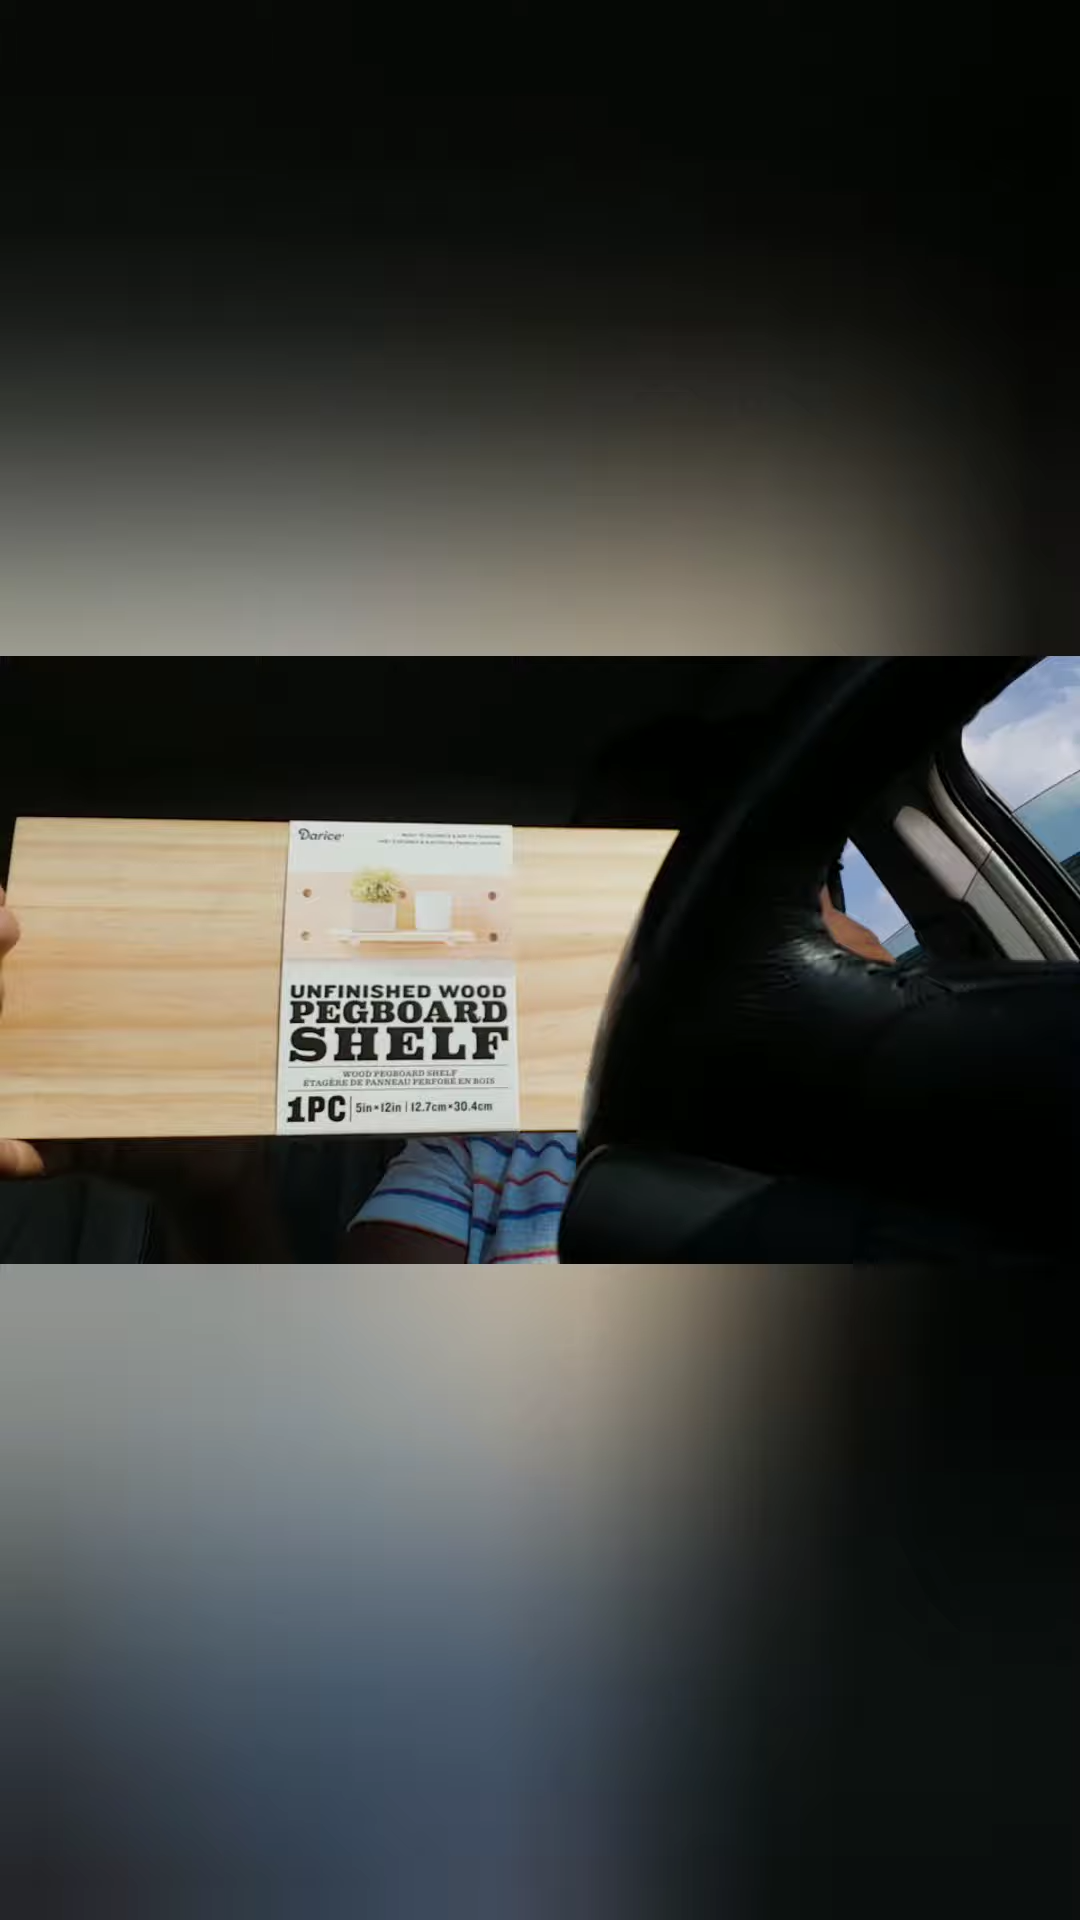 Darice
UNFINISHED WOOD
PEGBOARD
SHELF
WOOD PEGBOARD SHELF
ÉTAGÈRE DE PANNEAU PERFORÉ EN BOIS
1PC 5in×12in | 12.7cm×30.4cm